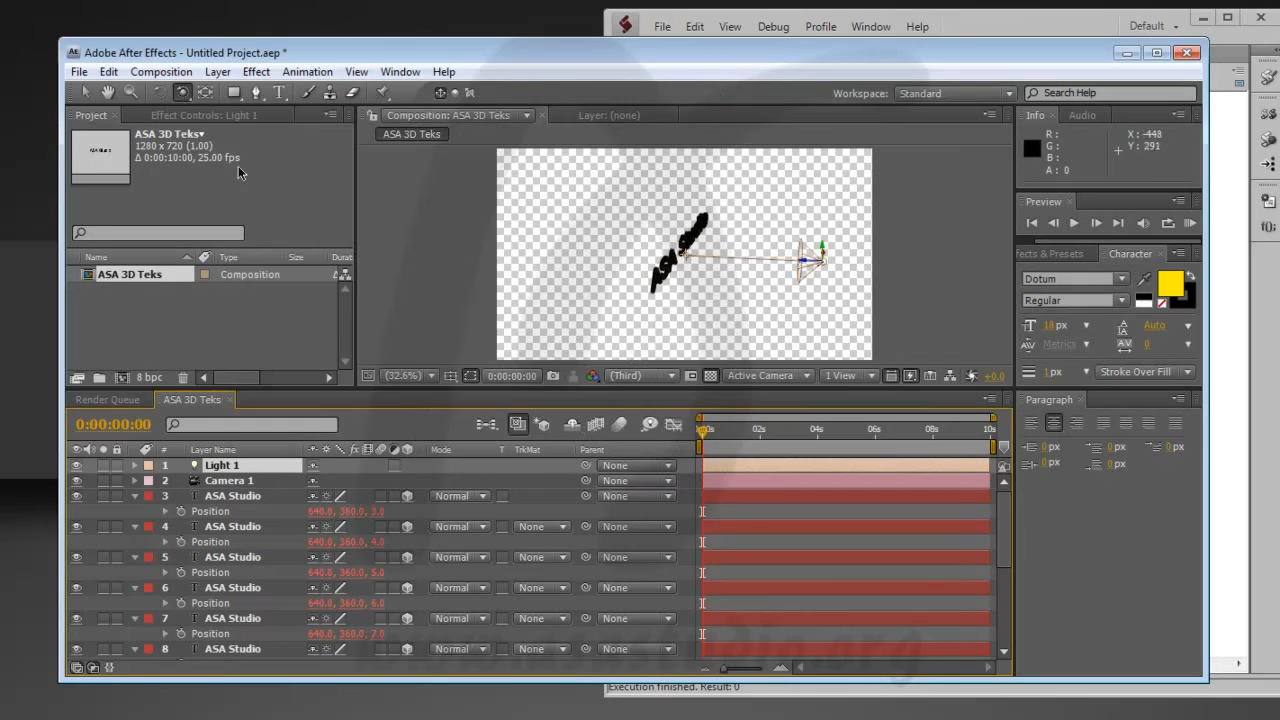 File Edit View Debug Profile Window Help
Default
Adobe After Effects - Untitled Project.aep *
File Edit Composition Layer Effect Animation View Window Help
Workspace: Standard
Search Help
Project
Effect Controls: Light 1
Composition: ASA 3D Teks
Layer: (none)
Info
Audio
ASA 3D Teks
1280 x 720 (1.00)
Δ 0:00:10:00, 25.00 fps
ASA 3D Teks
R :
G :
B :
A : 0
X : -448
Y : 291
Preview
ffects & Presets
Character
Name Type Size Durat
ASA 3D Teks Composition
Dotum
Regular
18 px
Auto
Metrics
0
1 px
Stroke Over Fill
8 bpc
(32.6%)
0:00:00:00
(Third)
Active Camera
1 View
+0.0
Render Queue
ASA 3D Teks
Paragraph
0:00:00:00
02s 04s 06s 08s 10s
# Layer Name Mode T TrkMat Parent
0 px 0 px 0 px
0 px 0 px
1 Light 1 None
2 Camera 1 None
3 ASA Studio Normal None
Position 640.0, 360.0, 3.0
4 ASA Studio Normal None None
Position 640.0, 360.0, 4.0
5 ASA Studio Normal None None
Position 640.0, 360.0, 5.0
6 ASA Studio Normal None None
Position 640.0, 360.0, 6.0
7 ASA Studio Normal None None
Position 640.0, 360.0, 7.0
8 ASA Studio Normal None None
Execution finished. Result: 0